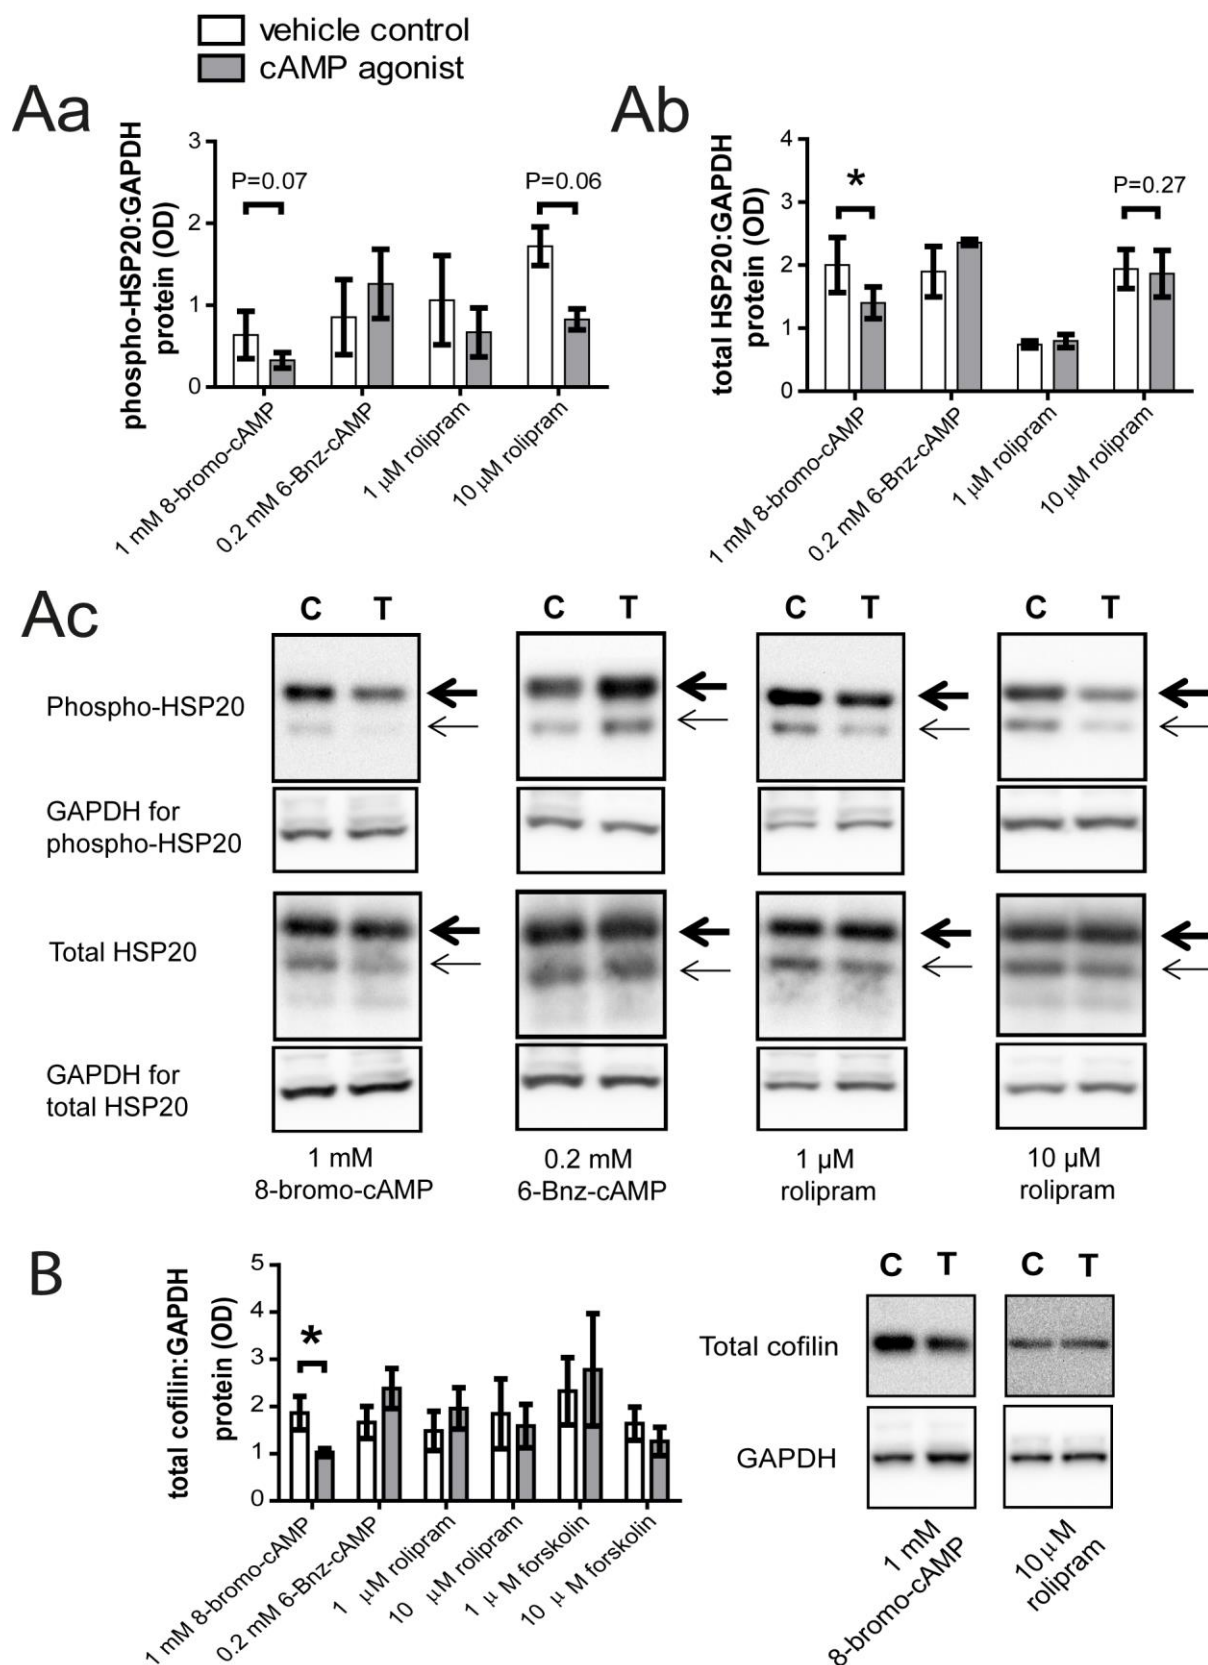 vehicle control
cAMP agonist
Aa
phospho-HSP20:GAPDH
protein (OD)
3
2
1
0
P=0.07
P=0.06
1 mM 8-bromo-cAMP
0.2 mM 6-Bnz-cAMP
1 μM rolipram
10 μM rolipram
Ab
total HSP20:GAPDH
protein (OD)
4
3
2
1
0
*
P=0.27
1 mM 8-bromo-cAMP
0.2 mM 6-Bnz-cAMP
1 μM rolipram
10 μM rolipram
Ac
C T C T C T C T
Phospho-HSP20
GAPDH for
phospho-HSP20
Total HSP20
GAPDH for
total HSP20
1 mM
8-bromo-cAMP
0.2 mM
6-Bnz-cAMP
1 µM
rolipram
10 µM
rolipram
B
total cofilin:GAPDH
protein (OD)
5
4
3
2
1
0
*
1 mM 8-bromo-cAMP
0.2 mM 6-Bnz-cAMP
1 μM rolipram
10 μM rolipram
1 μM forskolin
10 μM forskolin
C T C T
Total cofilin
GAPDH
1 mM
8-bromo-cAMP
10 μM
rolipram